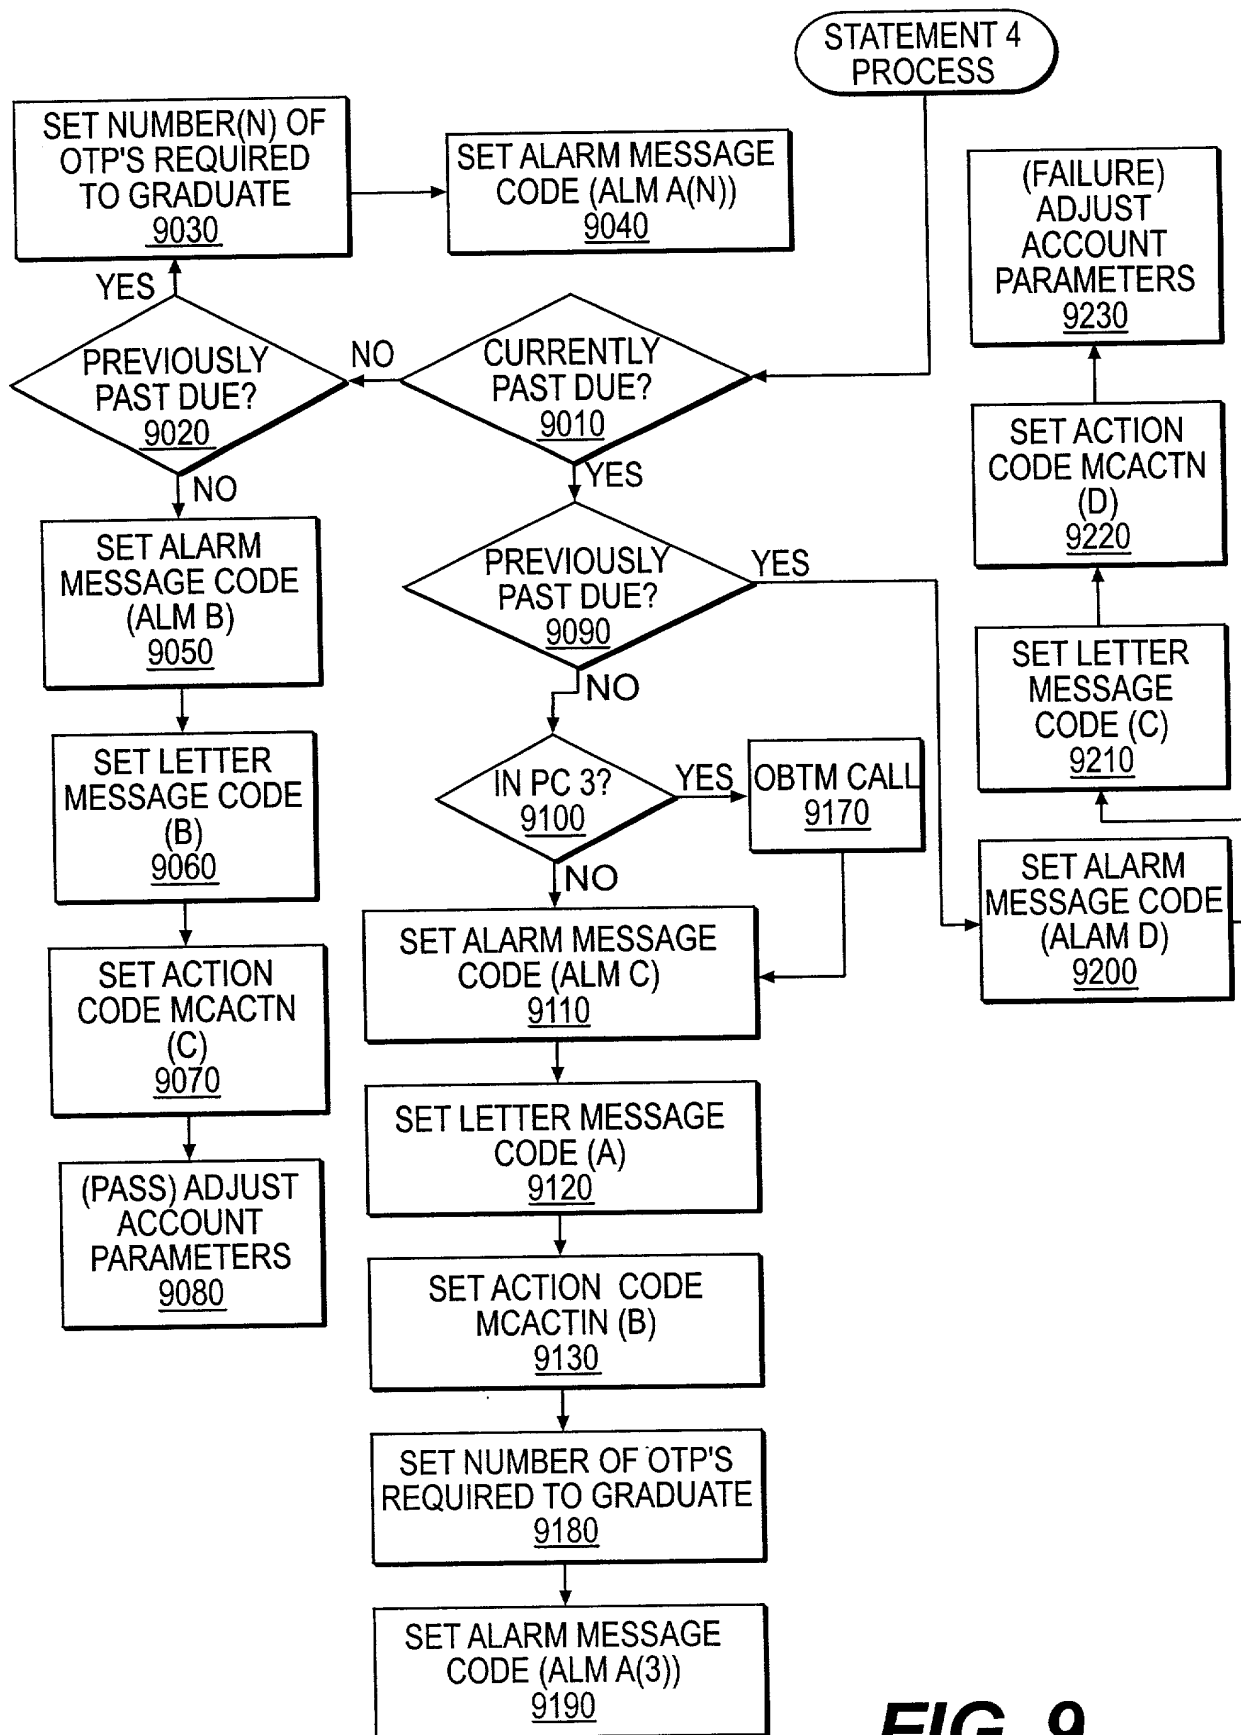 STATEMENT 4
PROCESS
SET NUMBER(N) OF
OTP'S REQUIRED
TO GRADUATE
9030
SET ALARM MESSAGE
CODE (ALM A(N))
9040
(FAILURE)
ADJUST
ACCOUNT
PARAMETERS
9230
YES
PREVIOUSLY
PAST DUE?
9020
NO
CURRENTLY
PAST DUE?
9010
NO
YES
SET ACTION
CODE MCACTN
(D)
9220
SET ALARM
MESSAGE CODE
(ALM B)
9050
PREVIOUSLY
PAST DUE?
9090
YES
NO
SET LETTER
MESSAGE
CODE (C)
9210
SET LETTER
MESSAGE CODE
(B)
9060
IN PC 3?
9100
YES
OBTM CALL
9170
NO
SET ALARM
MESSAGE CODE
(ALAM D)
9200
SET ALARM MESSAGE
CODE (ALM C)
9110
SET ACTION
CODE MCACTN
(C)
9070
SET LETTER MESSAGE
CODE (A)
9120
(PASS) ADJUST
ACCOUNT
PARAMETERS
9080
SET ACTION CODE
MCACTIN (B)
9130
SET NUMBER OF OTP'S
REQUIRED TO GRADUATE
9180
SET ALARM MESSAGE
CODE (ALM A(3))
9190
FIG. 9